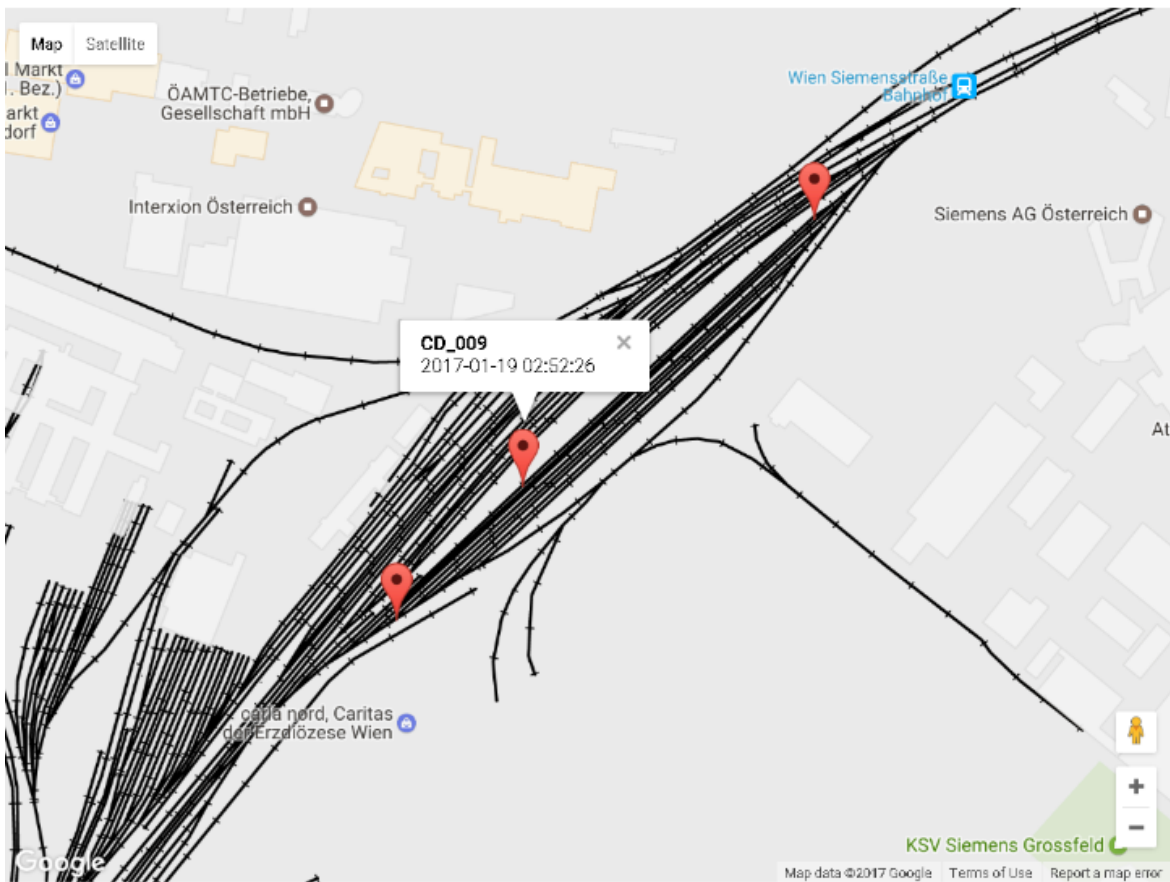 Map Satellite
l Markt
. Bez.)
arkt
dorf
ÖAMTC-Betriebe,
Gesellschaft mbH
Wien Siemensstraße
Bahnhof
Interxion Österreich
Siemens AG Österreich
CD_009 ×
2017-01-19 02:52:26
At
carla nord, Caritas
der Erzdiözese Wien
+
−
KSV Siemens Grossfeld
Google
Map data ©2017 Google Terms of Use Report a map error